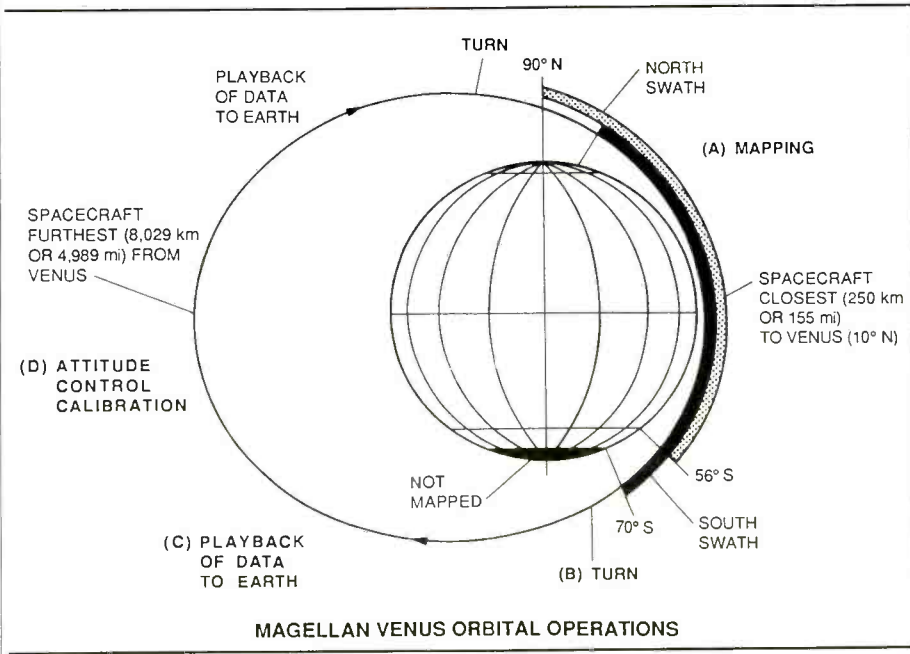 TURN
90° N
PLAYBACK
OF DATA
TO EARTH
NORTH
SWATH
(A) MAPPING
SPACECRAFT
FURTHEST (8,029 km
OR 4,989 mi) FROM
VENUS
SPACECRAFT
CLOSEST (250 km
OR 155 mi)
TO VENUS (10° N)
(D) ATTITUDE
CONTROL
CALIBRATION
NOT
MAPPED
56° S
70° S
SOUTH
SWATH
(C) PLAYBACK
OF DATA
TO EARTH
(B) TURN
MAGELLAN VENUS ORBITAL OPERATIONS